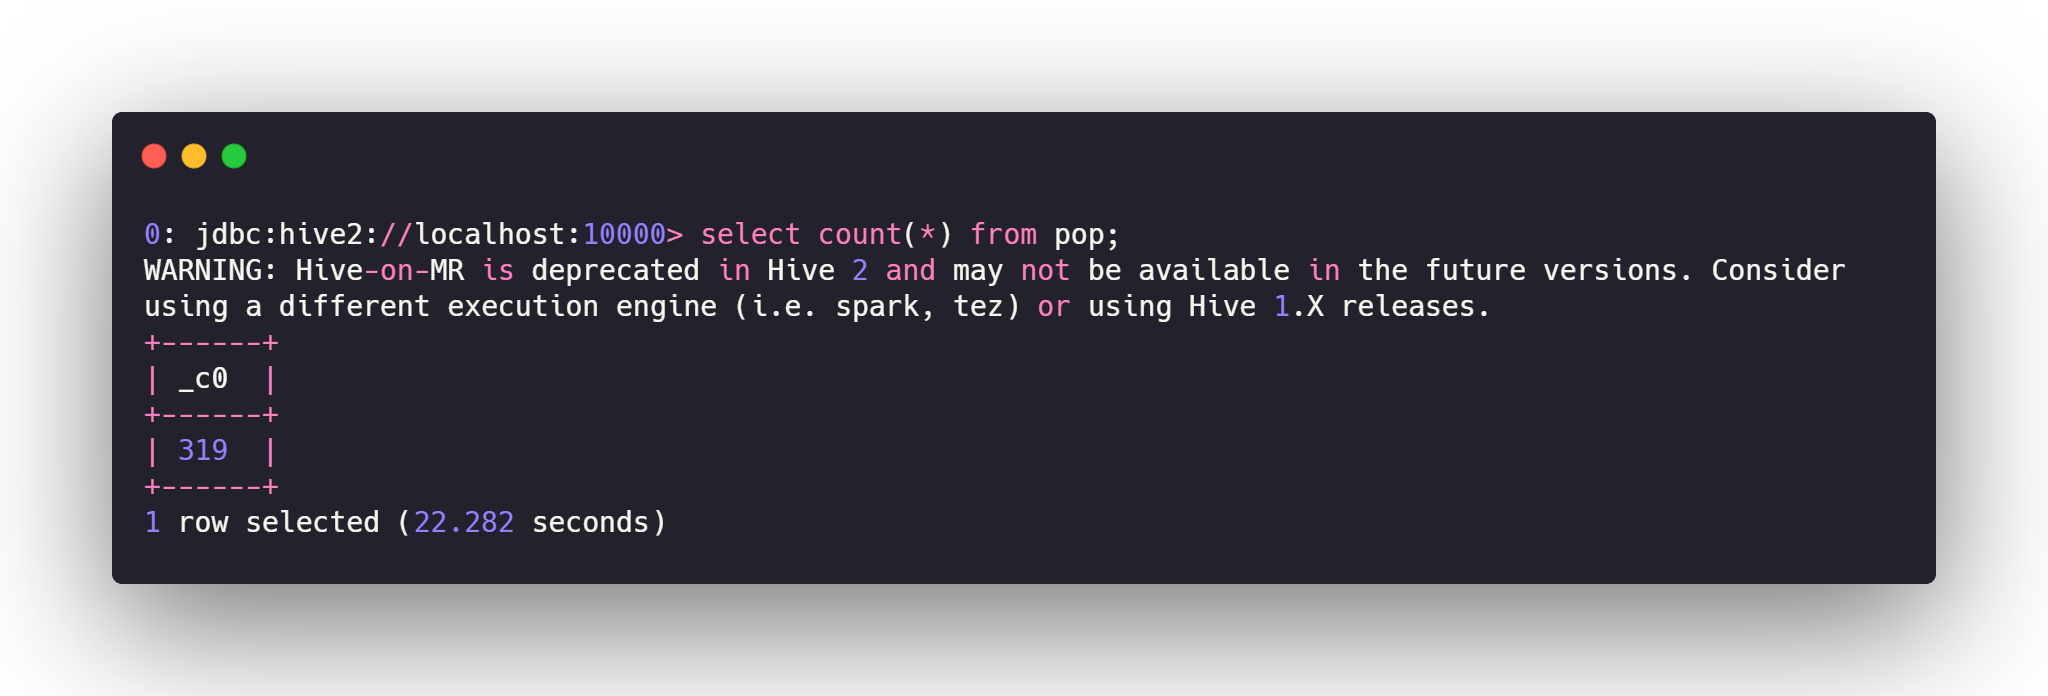 0: jdbc:hive2://localhost:10000> select count(*) from pop;
WARNING: Hive-on-MR is deprecated in Hive 2 and may not be available in the future versions. Consider
using a different execution engine (i.e. spark, tez) or using Hive 1.X releases.
+------+
| _c0  |
+------+
| 319  |
+------+
1 row selected (22.282 seconds)